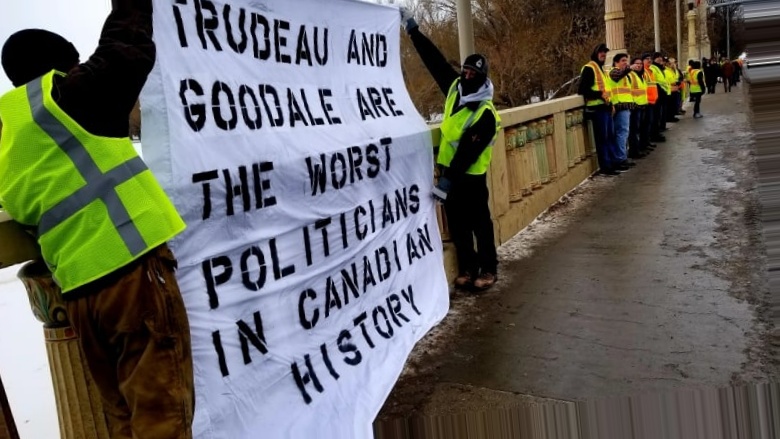 TRUDEAU AND
GOODALE ARE
THE WORST
POLITICIANS
IN CANADIAN
HISTORY